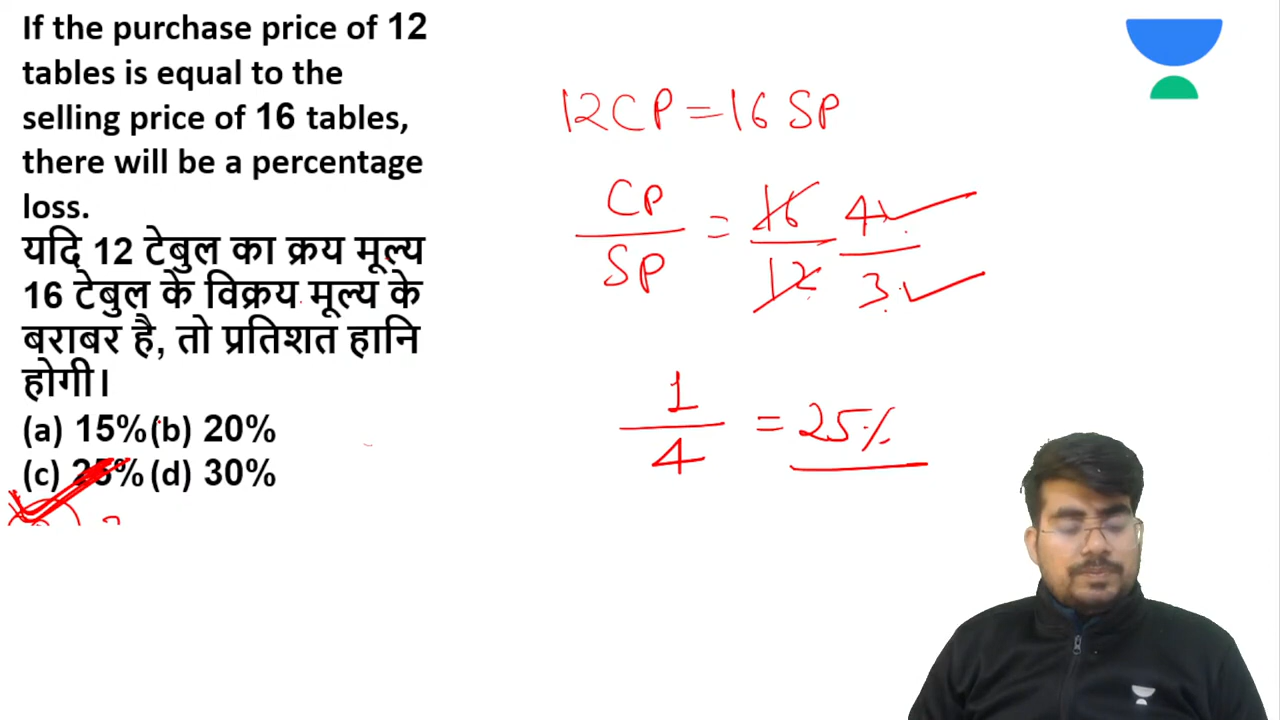 If the purchase price of 12
tables is equal to the
selling price of 16 tables,
there will be a percentage
loss.
यदि 12 टेबुल का क्रय मूल्य
16 टेबुल के विक्रय मूल्य के
बराबर है, तो प्रतिशत हानि
होगी।
(a) 15% (b) 20%
(c) 25% (d) 30%
12CP=16 SP
CP/SP = 16/12 4/3
1/4 = 25%